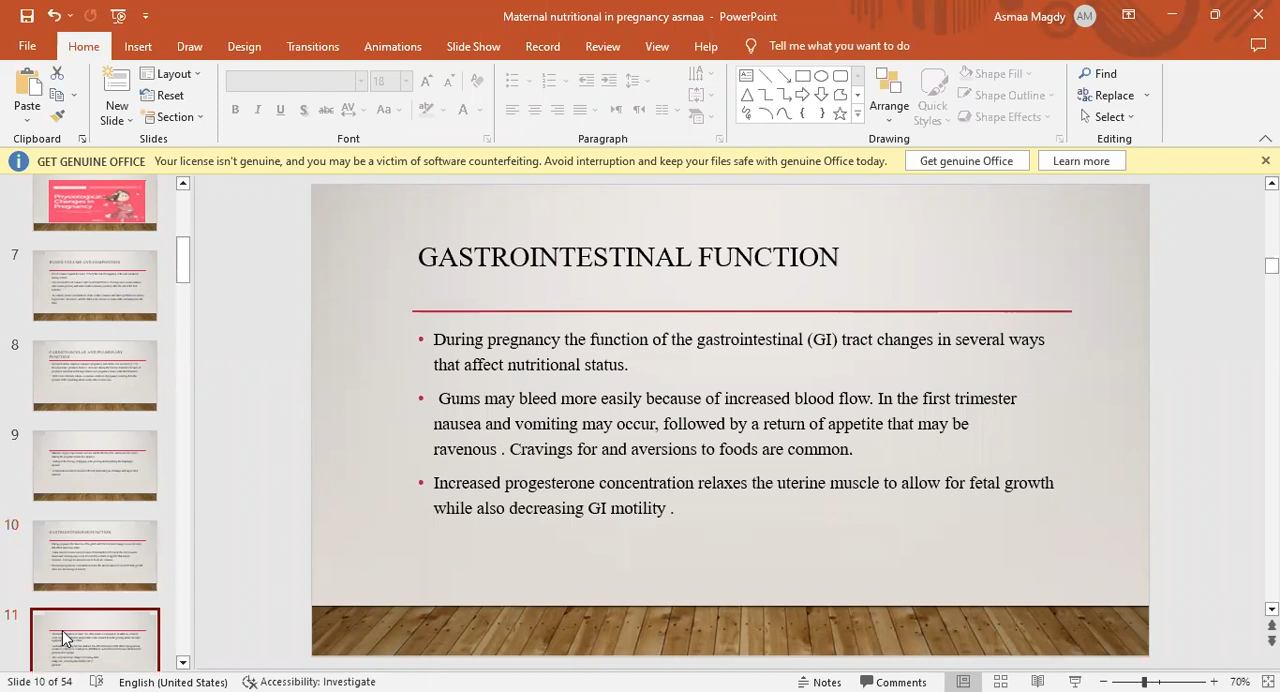 Maternal nutritional in pregnancy asmaa - PowerPoint
Asmaa Magdy AM
File Home Insert Draw Design Transitions Animations Slide Show Record Review View Help Tell me what you want to do
Paste
New Slide
Layout
Reset
Section
18
B I U S abc AV Aa A
Arrange
Quick Styles
Shape Fill
Shape Outline
Shape Effects
Find
Replace
Select
Clipboard Slides Font Paragraph Drawing Editing
GET GENUINE OFFICE Your license isn't genuine, and you may be a victim of software counterfeiting. Avoid interruption and keep your files safe with genuine Office today. Get genuine Office Learn more
Physiological
Changes in
Pregnancy
7
8
9
10
11
GASTROINTESTINAL FUNCTION
• During pregnancy the function of the gastrointestinal (GI) tract changes in several ways
that affect nutritional status.
• Gums may bleed more easily because of increased blood flow. In the first trimester
nausea and vomiting may occur, followed by a return of appetite that may be
ravenous . Cravings for and aversions to foods are common.
• Increased progesterone concentration relaxes the uterine muscle to allow for fetal growth
while also decreasing GI motility .
Slide 10 of 54 English (United States) Accessibility: Investigate Notes Comments 70%